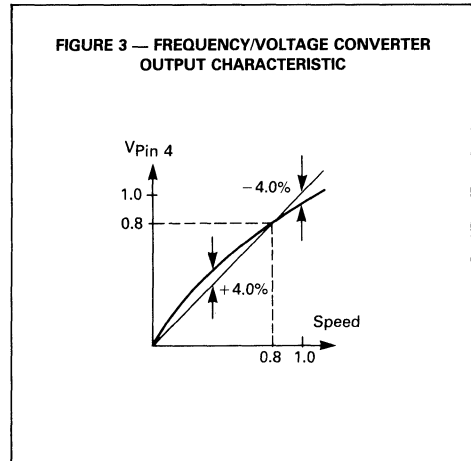 FIGURE 3 — FREQUENCY/VOLTAGE CONVERTER
OUTPUT CHARACTERISTIC
VPin 4
1.0
0.8
−4.0%
+4.0%
Speed
0.8 1.0